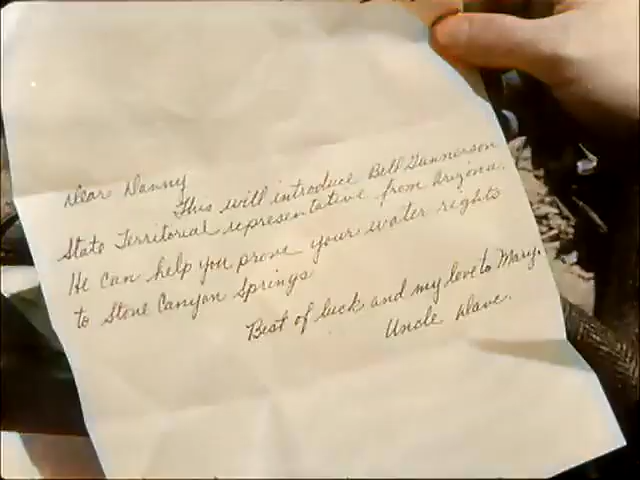 Dear Danny
This will introduce Bell Gunnerson
State Territorial representative from Arizona.
He can help you prove your water rights
to Stone Canyon Springs
Best of luck and my love to Mary.
Uncle Dave.